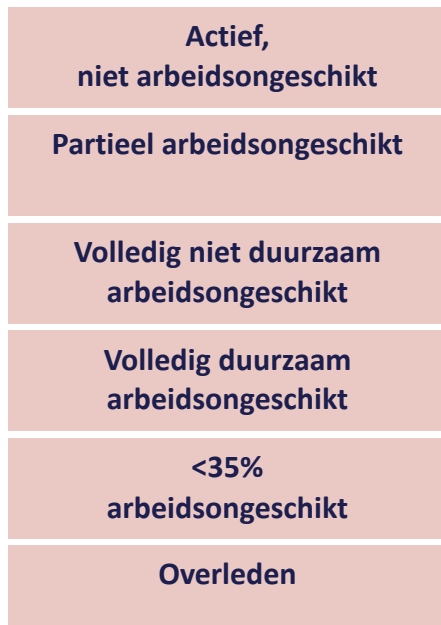 Actief,
niet arbeidsongeschikt
Partieel arbeidsongeschikt
Volledig niet duurzaam
arbeidsongeschikt
Volledig duurzaam
arbeidsongeschikt
<35%
arbeidsongeschikt
Overleden